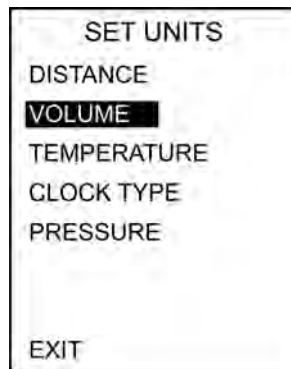 SET UNITS
DISTANCE
VOLUME
TEMPERATURE
CLOCK TYPE
PRESSURE
EXIT